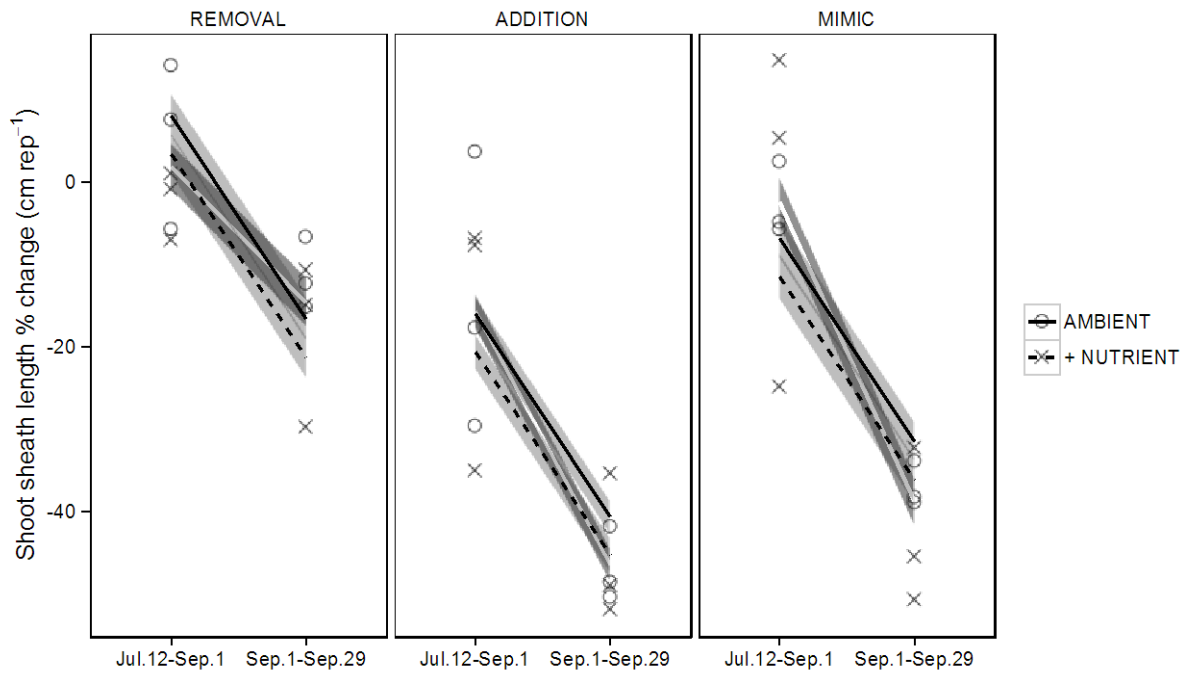 REMOVAL ADDITION MIMIC
Shoot sheath length % change (cm rep⁻¹)
0
-20
-40
AMBIENT
+ NUTRIENT
Jul.12-Sep.1 Sep.1-Sep.29 Jul.12-Sep.1 Sep.1-Sep.29 Jul.12-Sep.1 Sep.1-Sep.29